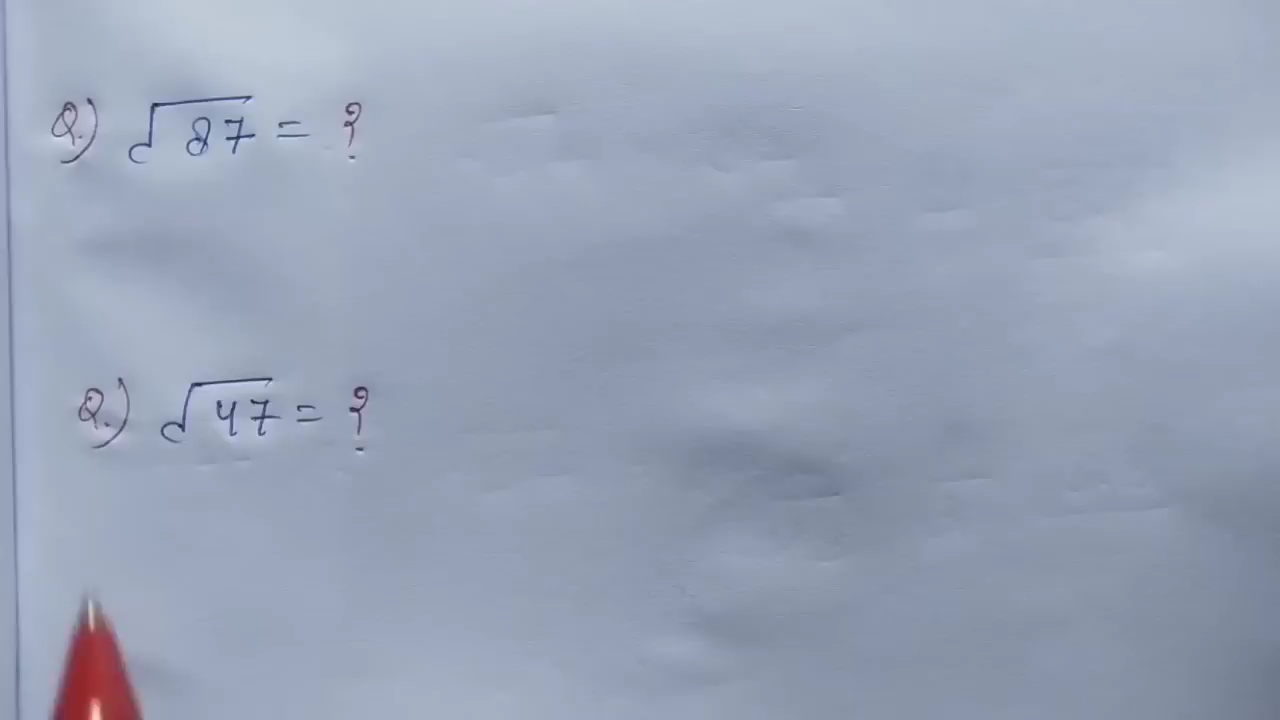 Q.) √87 = ?
Q.) √47 = ?